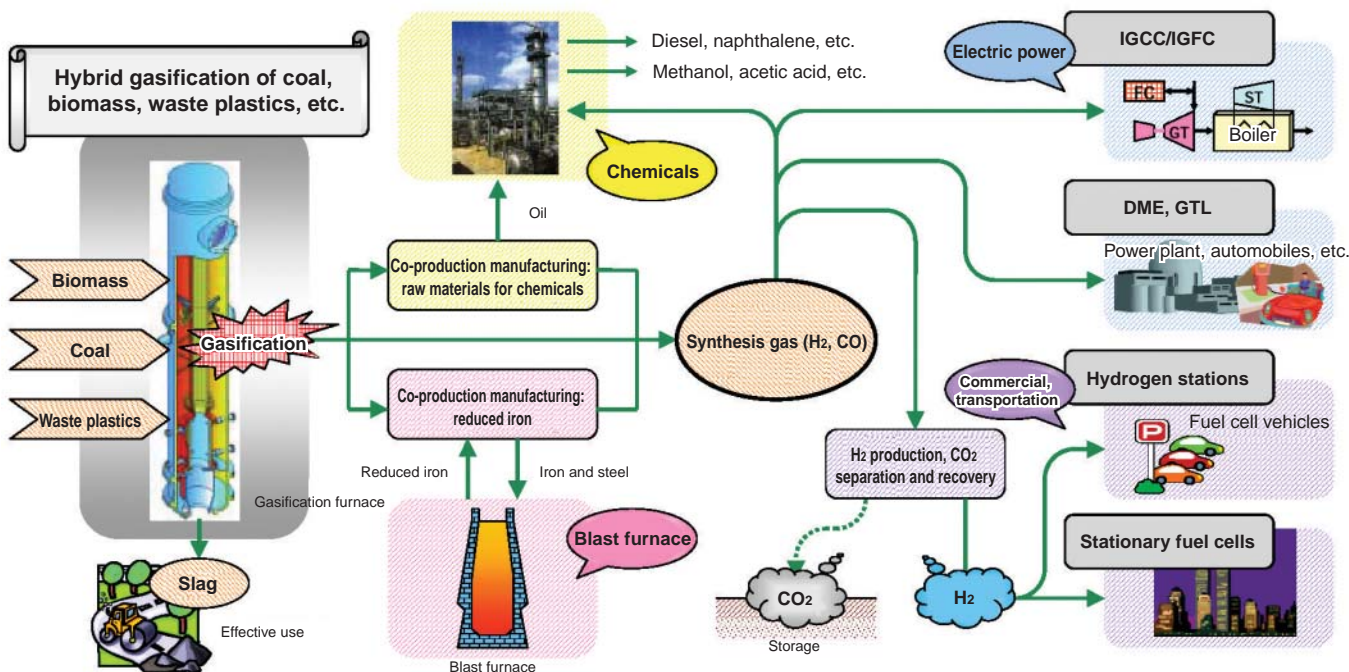 Hybrid gasification of coal,
biomass, waste plastics, etc.
Biomass
Coal
Waste plastics
Gasification
Gasification furnace
Slag
Effective use
Diesel, naphthalene, etc.
Methanol, acetic acid, etc.
Chemicals
Oil
Co-production manufacturing:
raw materials for chemicals
Co-production manufacturing:
reduced iron
Reduced iron
Iron and steel
Blast furnace
Blast furnace
Synthesis gas (H₂, CO)
H₂ production, CO₂
separation and recovery
CO₂
Storage
H₂
Electric power
IGCC/IGFC
FC
GT
ST
Boiler
DME, GTL
Power plant, automobiles, etc.
Commercial,
transportation
Hydrogen stations
P
Fuel cell vehicles
Stationary fuel cells